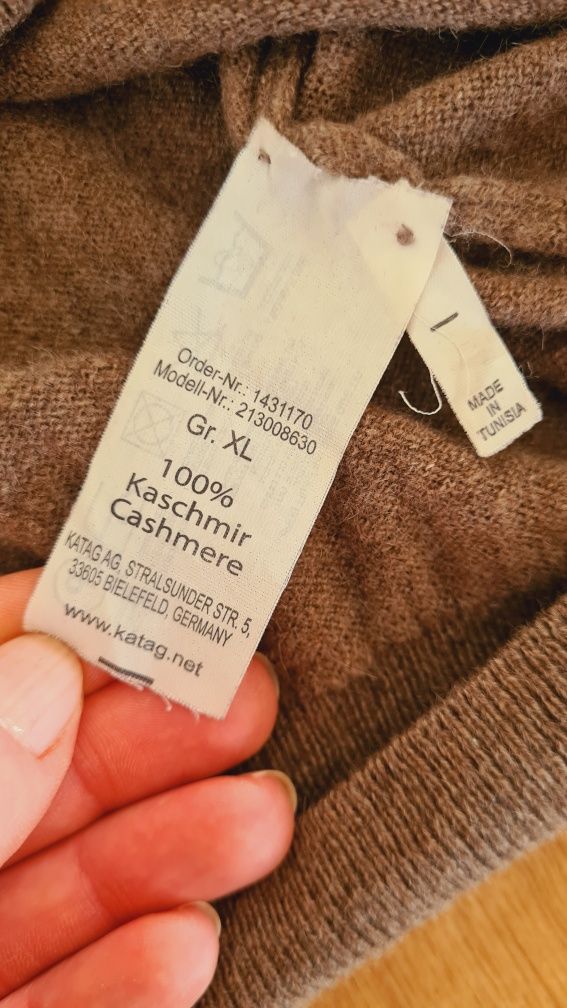 Order-Nr.: 1431170
Modell-Nr.: 213008630
Gr. XL
100%
Kaschmir
Cashmere
KATAG AG, STRALSUNDER STR. 5,
33605 BIELEFELD, GERMANY
www.katag.net
MADE
IN
TUNISIA